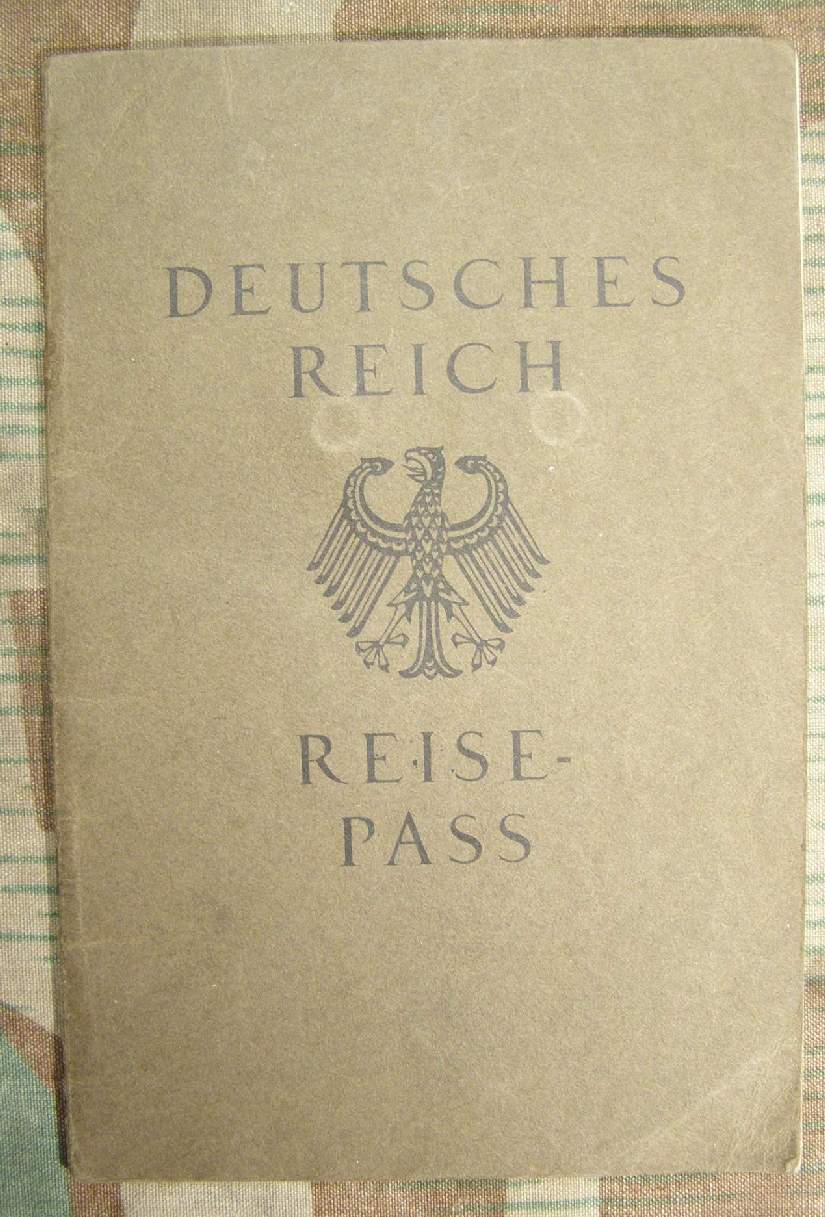 DEUTSCHES
REICH
REISE-
PASS